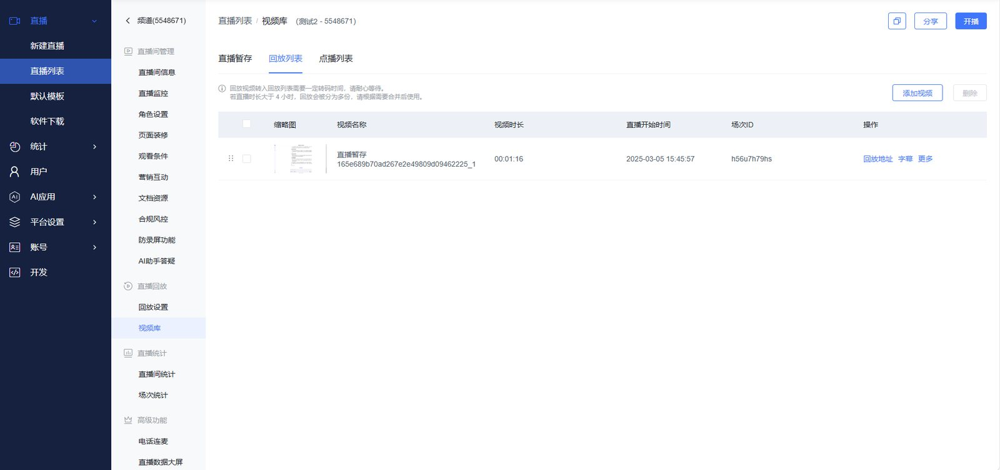 直播
新建直播
直播列表
默认模板
软件下载
统计
用户
AI应用
平台设置
账号
开发
频道(5548671)
直播间管理
直播间信息
直播监控
角色设置
页面装修
观看条件
营销互动
文档资源
合规风控
防录屏功能
AI助手答疑
直播回放
回放设置
视频库
直播统计
直播间统计
场次统计
高级功能
电话连麦
直播数据大屏
直播列表 / 视频库 (测试2 - 5548671)
分享
开播
直播暂存 回放列表 点播列表
回放视频转入回放列表需要一定转码时间，请耐心等待。
若直播时长大于 4 小时，回放会被分为多份，请根据需要合并后使用。
添加视频
删除
缩略图 视频名称 视频时长 直播开始时间 场次ID 操作
直播暂存
165e689b70ad267e2e49809d09462225_1
00:01:16 2025-03-05 15:45:57 h56u7h79hs 回放地址 字幕 更多